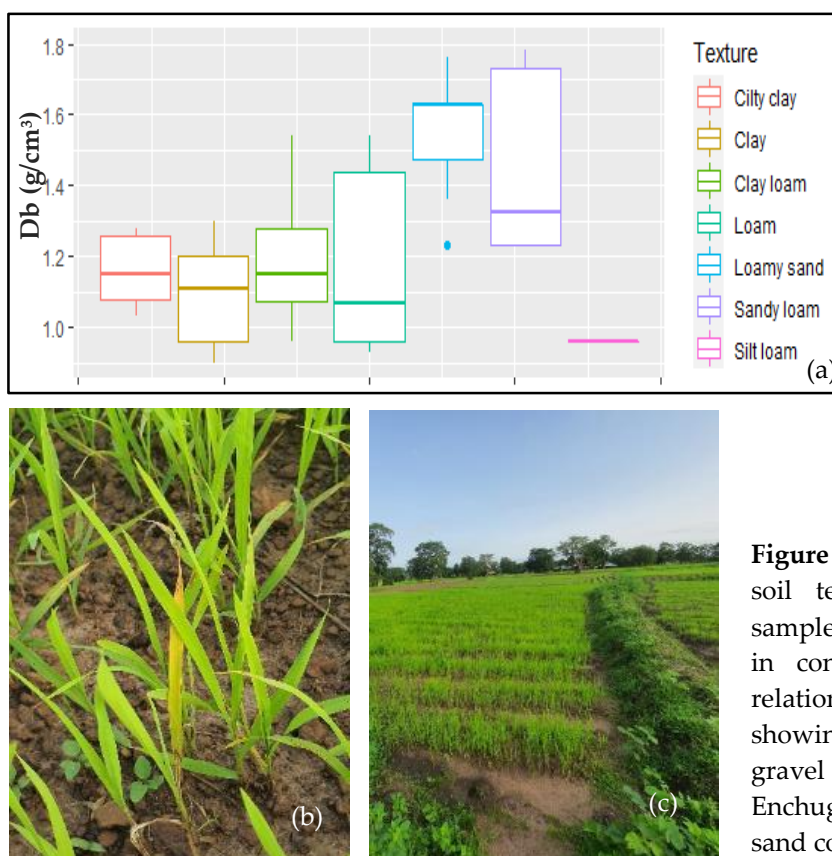 1.8
1.6
1.4
1.2
1.0
Db (g/cm³)
Texture
Cilty clay
Clay
Clay loam
Loam
Loamy sand
Sandy loam
Silt loam
(a)
(b)
(c)
Figure
soil te
sample
in con
relation
showin
gravel
Enchug
sand co